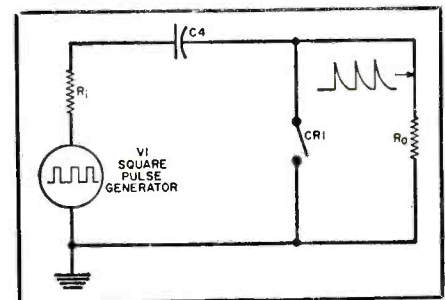 C4
Ri
CR1
Ro
V1
SQUARE
PULSE
GENERATOR